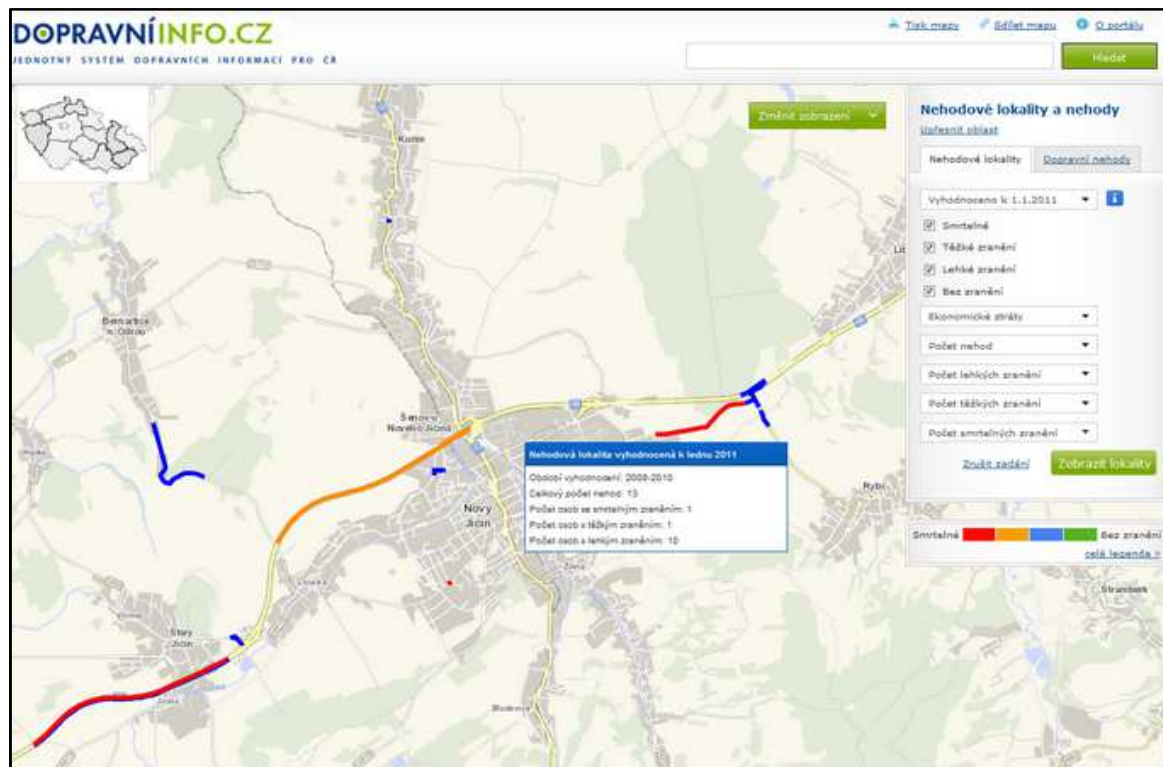 DOPRAVNÍINFO.CZ
JEDNOTNÝ SYSTÉM DOPRAVNÍCH INFORMACÍ PRO ČR
Tisk mapy
Sdílet mapu
O portálu
Hledat
Změnit zobrazení
Nehodové lokality a nehody
Upřesnit oblast
Nehodové lokality
Dopravní nehody
Vyhodnoceno k 1.1.2011
Smrtelné
Těžké zranění
Lehké zranění
Bez zranění
Ekonomické ztráty
Počet nehod
Počet lehkých zranění
Počet těžkých zranění
Počet smrtelných zranění
Zrušit zadání
Zobrazit lokality
Smrtelné
Bez zranění
celá legenda »
Kunín
Bernartice
n. Odrou
Šenov u
Nového Jičína
Nehodová lokalita vyhodnocená k lednu 2011
Období vyhodnocení: 2008-2010
Celkový počet nehod: 13
Počet osob se smrtelným zraněním: 1
Počet osob s těžkým zraněním: 1
Počet osob s lehkým zraněním: 10
Nový
Jičín
Rybí
Žilina
Loučka
Starý
Jičín
Štramberk
Bludovice